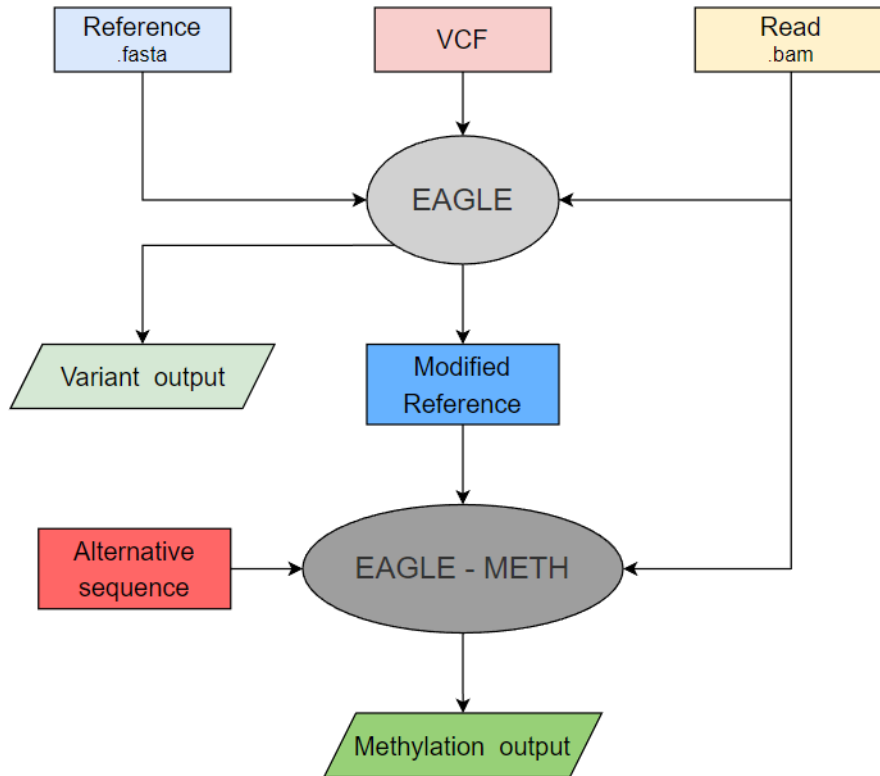 Reference
.fasta
VCF
Read
.bam
EAGLE
Variant output
Modified
Reference
Alternative
sequence
EAGLE - METH
Methylation output